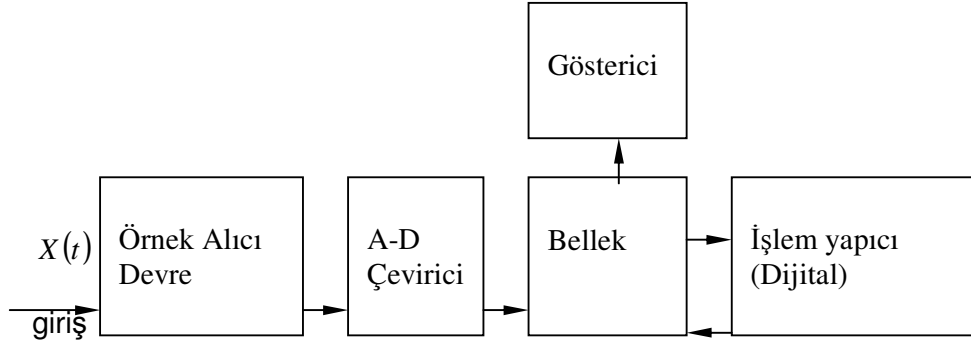 Gösterici
X(t)
giriş
Örnek Alıcı
Devre
A-D
Çevirici
Bellek
İşlem yapıcı
(Dijital)